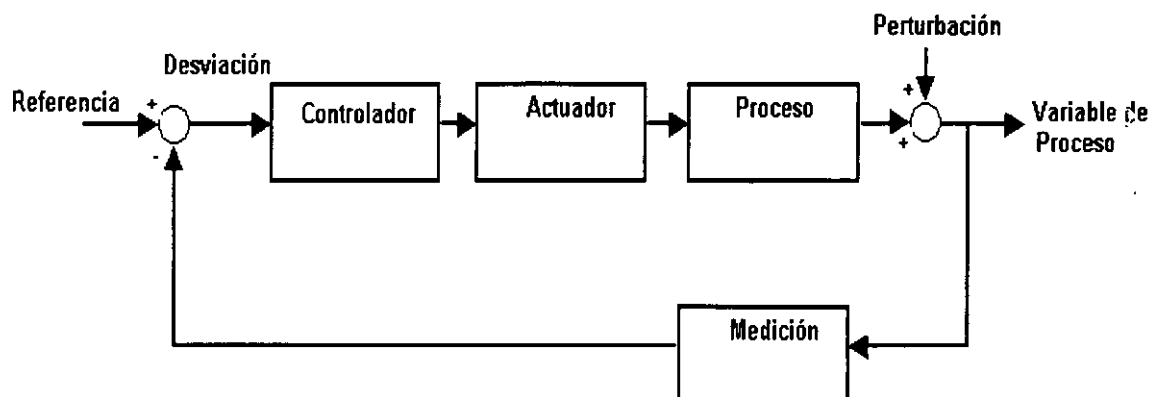 Perturbación
Desviación
Referencia
+
-
Controlador
Actuador
Proceso
+
+
Variable de
Proceso
Medición